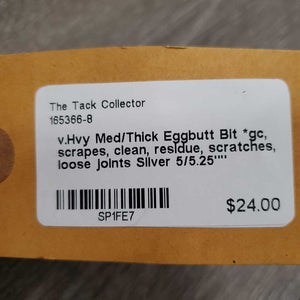 The Tack Collector
165366-8
v.Hvy Med/Thick Eggbutt Bit *gc,
scrapes, clean, residue, scratches,
loose joints Silver 5/5.25""
SP1FE7
$24.00